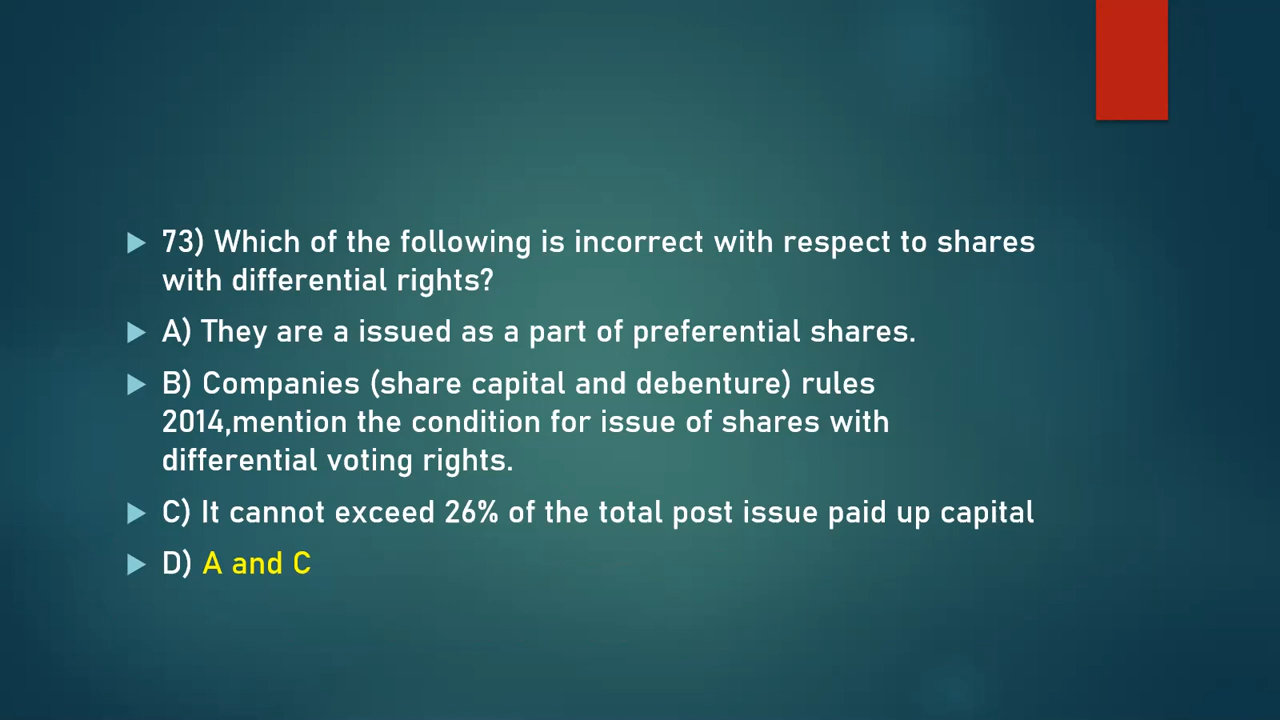 73) Which of the following is incorrect with respect to shares
with differential rights?
A) They are a issued as a part of preferential shares.
B) Companies (share capital and debenture) rules
2014,mention the condition for issue of shares with
differential voting rights.
C) It cannot exceed 26% of the total post issue paid up capital
D) A and C